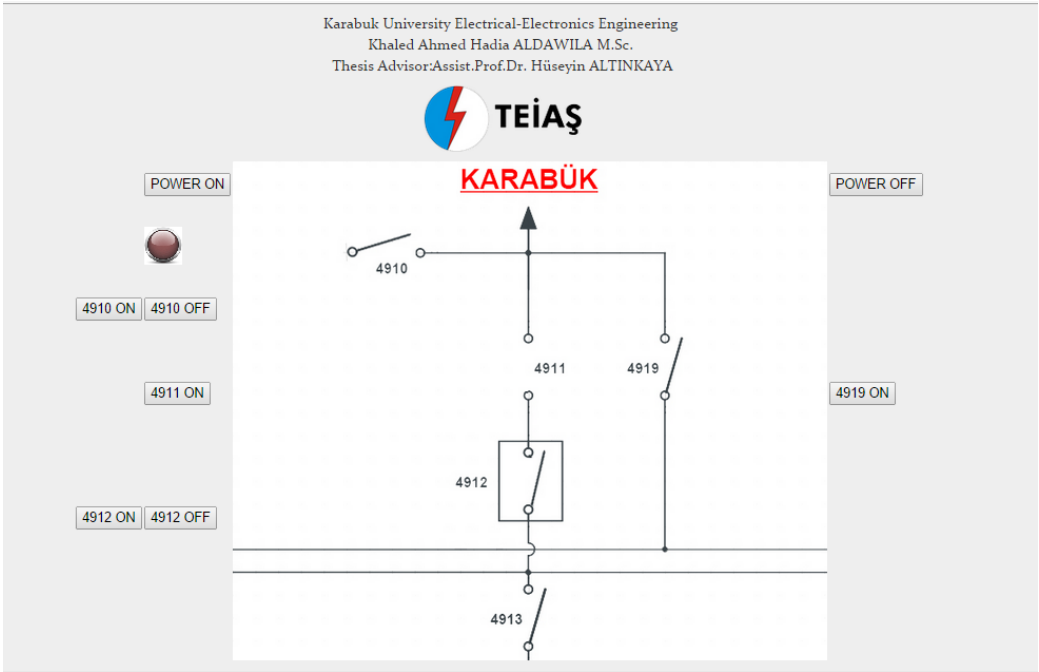 Karabuk University Electrical-Electronics Engineering
Khaled Ahmed Hadia ALDAWILA M.Sc.
Thesis Advisor:Assist.Prof.Dr. Hüseyin ALTINKAYA
TEİAŞ
POWER ON
KARABÜK
POWER OFF
4910
4910 ON 4910 OFF
4911
4919
4911 ON
4919 ON
4912
4912 ON 4912 OFF
4913